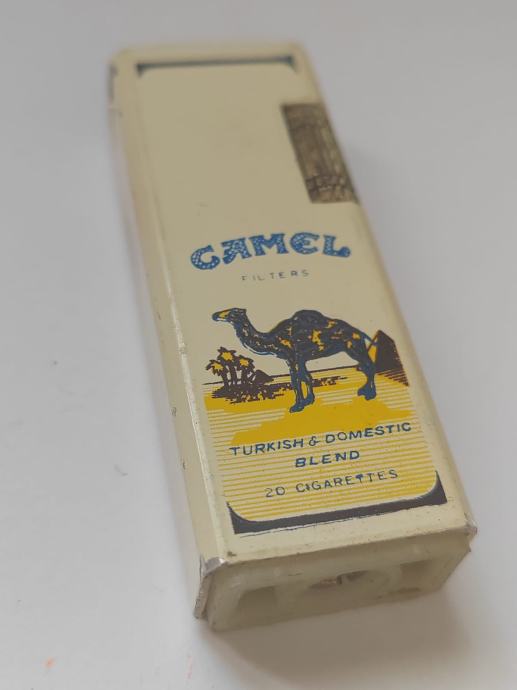 CAMEL
FILTERS
TURKISH & DOMESTIC
BLEND
20 CIGARETTES